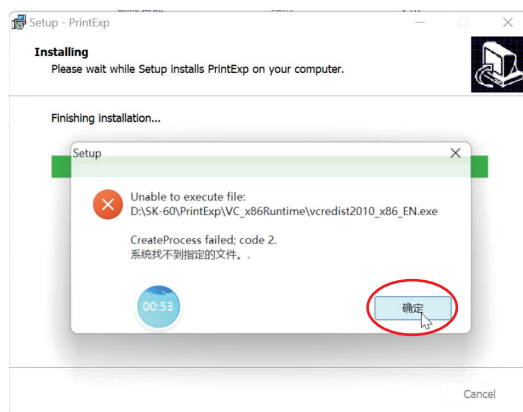 Setup - PrintExp
Installing
Please wait while Setup installs PrintExp on your computer.
Finishing installation...
Setup
Unable to execute file:
D:\SK-60\PrintExp\VC_x86Runtime\vcredist2010_x86_EN.exe
CreateProcess failed; code 2.
系统找不到指定的文件。.
00:53
确定
Cancel